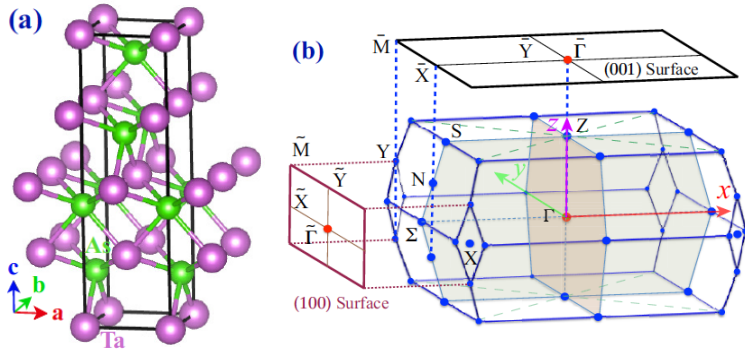 (a)
As
c
b
a
Ta
(b)
M̄
Ȳ
Γ̄
X̄
(001) Surface
z
Z
S
M̃
Y
Ỹ
y
N
X̃
x
Γ
Γ̃
Σ
X
(100) Surface